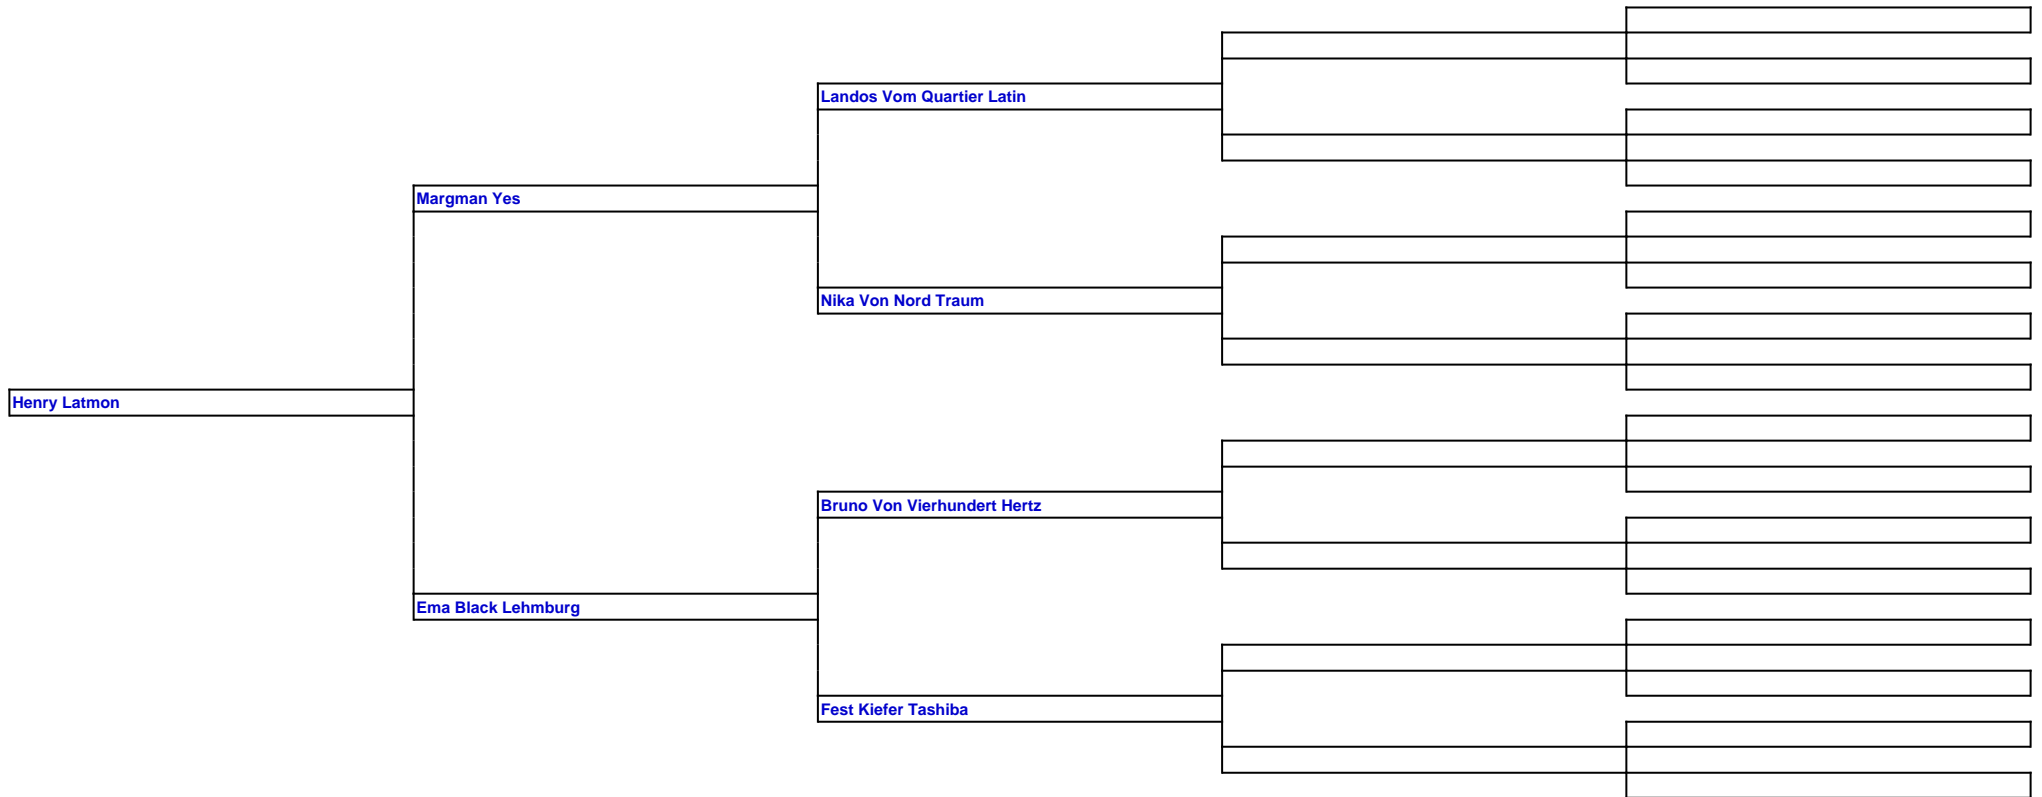 Landos Vom Quartier Latin
Margman Yes
Nika Von Nord Traum
Henry Latmon
Bruno Von Vierhundert Hertz
Ema Black Lehmburg
Fest Kiefer Tashiba